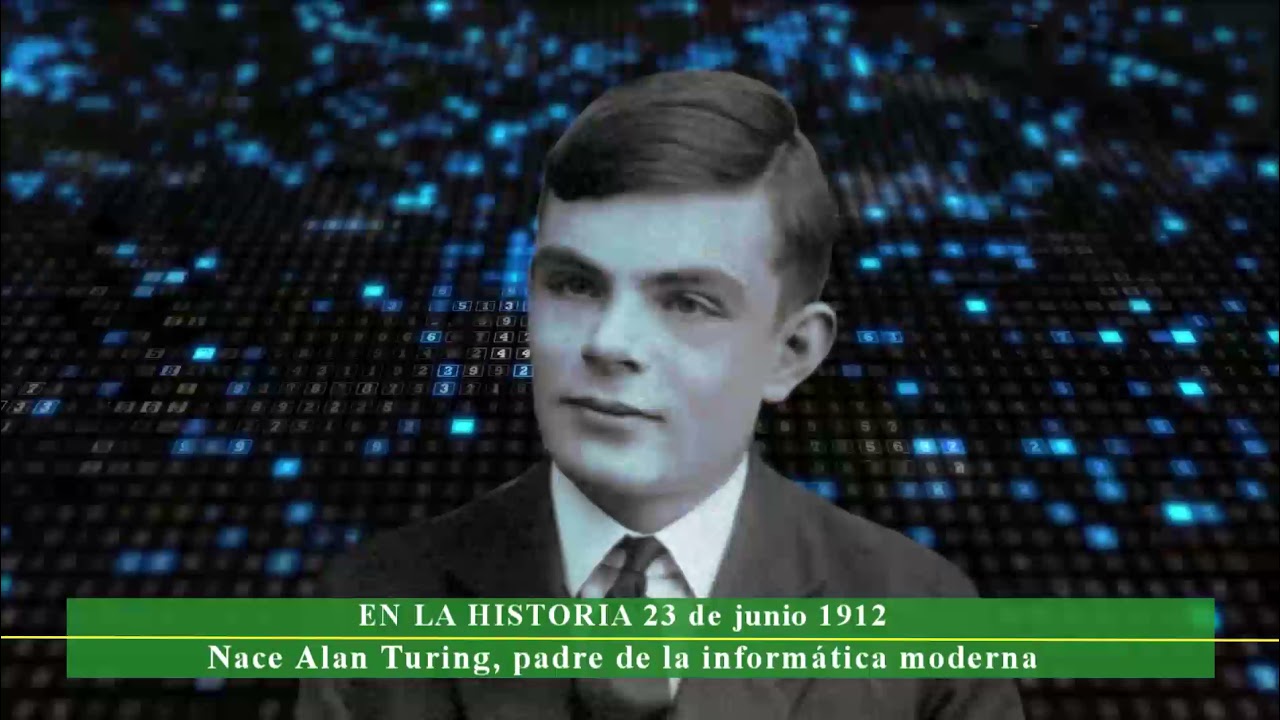 EN LA HISTORIA 23 de junio 1912
Nace Alan Turing, padre de la informática moderna